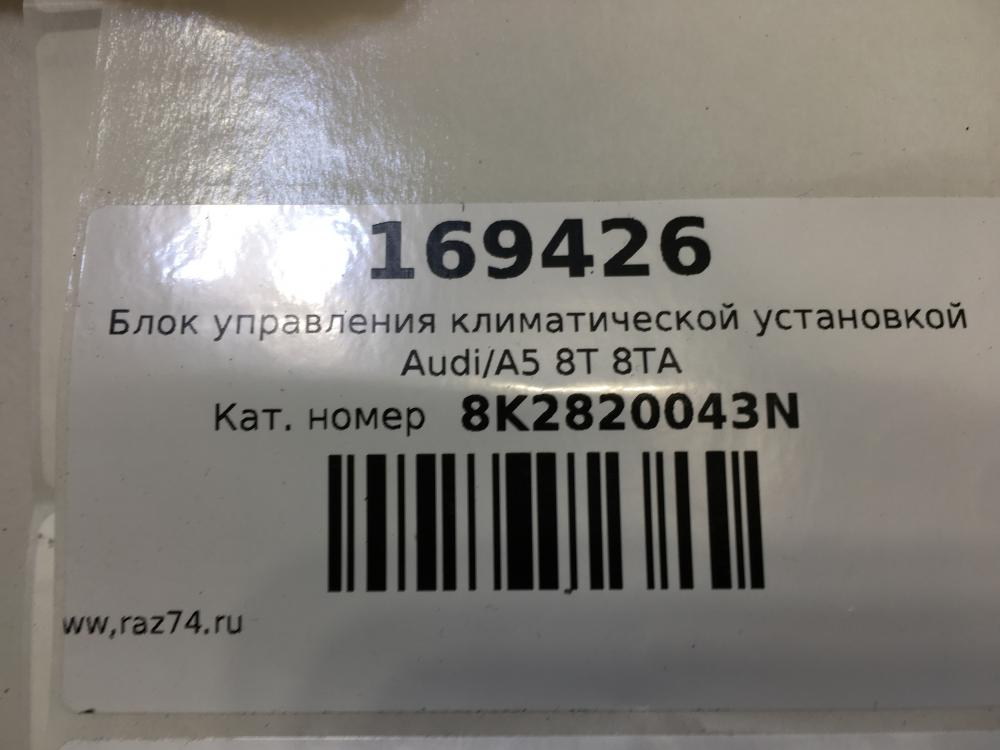 169426
Блок управления климатической установкой
Audi/A5 8T 8TA
Кат. номер 8K2820043N
ww,raz74.ru